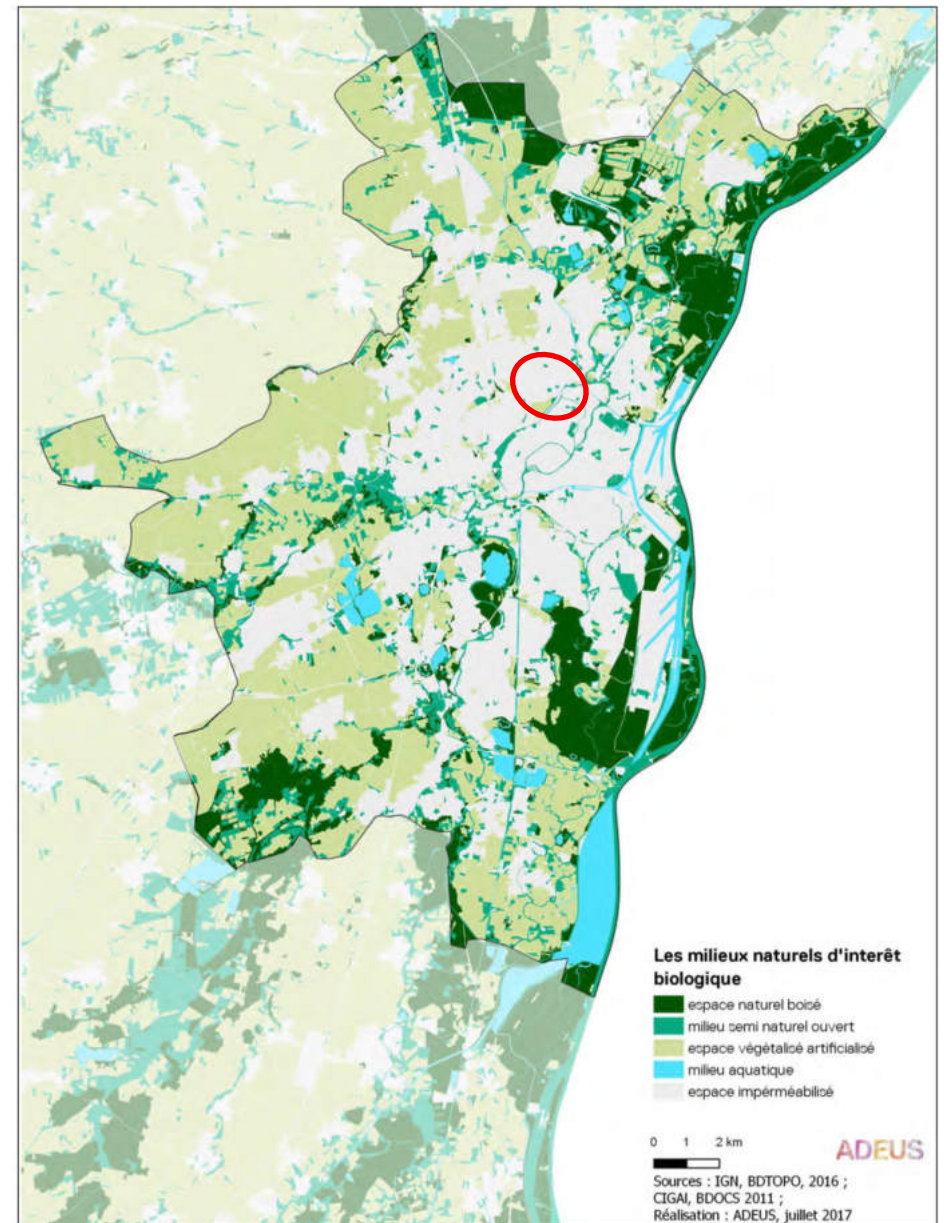 Les milieux naturels d'interêt
biologique
espace naturel boisé
milieu semi naturel ouvert
espace végétalisé artificialisé
milieu aquatique
espace impérméabilisé
0 1 2 km
ADEUS
Sources : IGN, BDTOPO, 2016 ;
CIGAL, BDOCS 2011 ;
Réalisation : ADEUS, juillet 2017